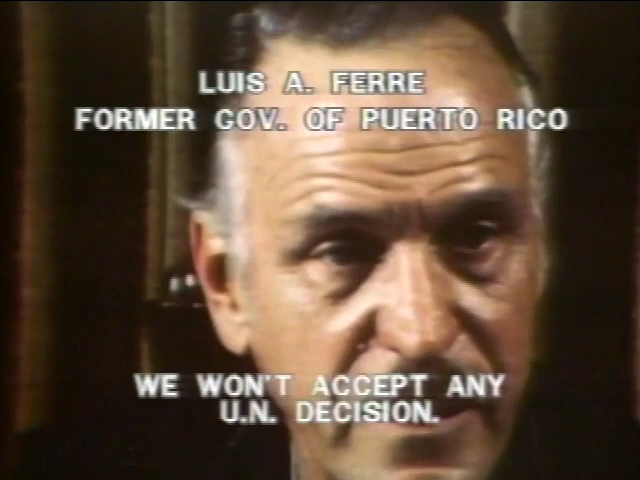 LUIS A. FERRE
FORMER GOV. OF PUERTO RICO
WE WON'T ACCEPT ANY
U.N. DECISION.